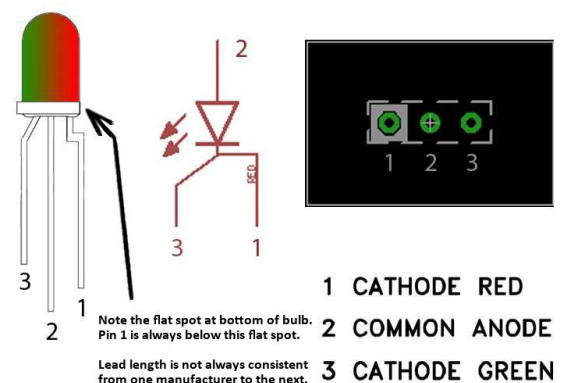 2
RED
3
1
1 2 3
3
2
1
Note the flat spot at bottom of bulb.
Pin 1 is always below this flat spot.
Lead length is not always consistent
from one manufacturer to the next.
1 CATHODE RED
2 COMMON ANODE
3 CATHODE GREEN